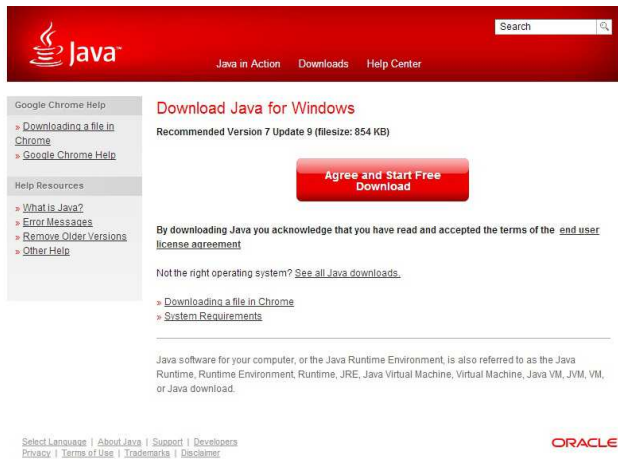 Search
Java™
Java in Action Downloads Help Center
Google Chrome Help
» Downloading a file in
Chrome
» Google Chrome Help
Help Resources
» What is Java?
» Error Messages
» Remove Older Versions
» Other Help
Download Java for Windows
Recommended Version 7 Update 9 (filesize: 854 KB)
Agree and Start Free
Download
By downloading Java you acknowledge that you have read and accepted the terms of the end user
license agreement
Not the right operating system? See all Java downloads.
» Downloading a file in Chrome
» System Requirements
Java software for your computer, or the Java Runtime Environment, is also referred to as the Java
Runtime, Runtime Environment, Runtime, JRE, Java Virtual Machine, Virtual Machine, Java VM, JVM, VM,
or Java download.
Select Language | About Java | Support | Developers
Privacy | Terms of Use | Trademarks | Disclaimer
ORACLE